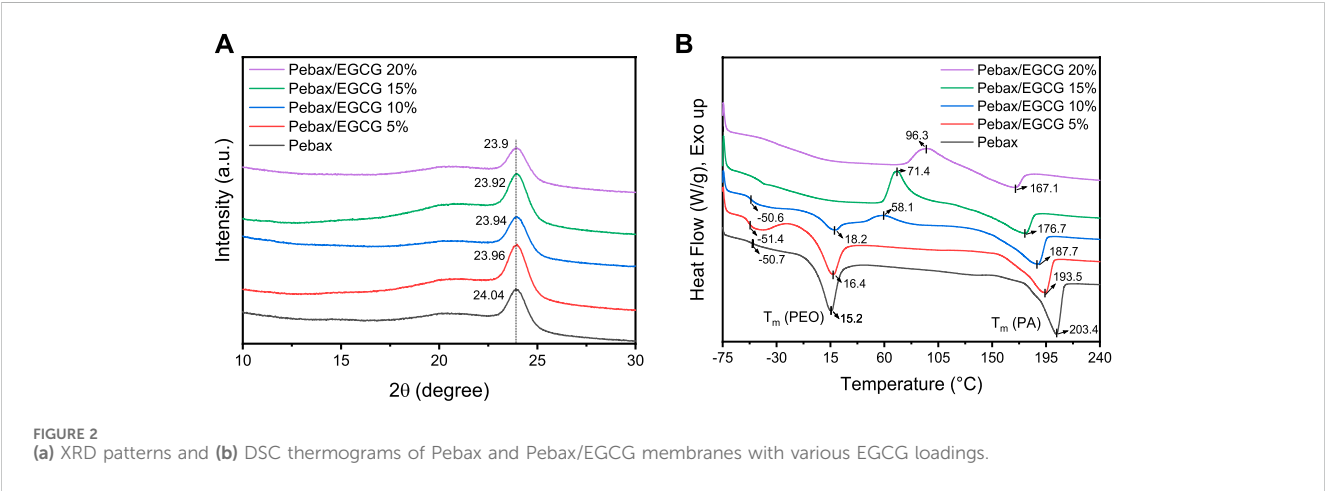 A
Pebax/EGCG 20%
Pebax/EGCG 15%
Pebax/EGCG 10%
Pebax/EGCG 5%
Pebax
23.9
23.92
23.94
23.96
24.04
Intensity (a.u.)
10 15 20 25 30
2θ (degree)
B
Pebax/EGCG 20%
Pebax/EGCG 15%
Pebax/EGCG 10%
Pebax/EGCG 5%
Pebax
96.3
71.4
167.1
58.1
-50.6
18.2
176.7
-51.4
187.7
-50.7
16.4
193.5
Tm (PEO)
15.2
Tm (PA)
203.4
Heat Flow (W/g), Exo up
-75 -30 15 60 105 150 195 240
Temperature (°C)
FIGURE 2
(a) XRD patterns and (b) DSC thermograms of Pebax and Pebax/EGCG membranes with various EGCG loadings.